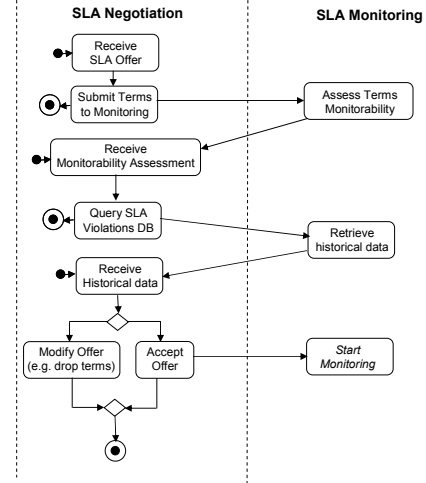 SLA Negotiation
SLA Monitoring
Receive
SLA Offer
Submit Terms
to Monitoring
Assess Terms
Monitorability
Receive
Monitorability Assessment
Query SLA
Violations DB
Retrieve
historical data
Receive
Historical data
Modify Offer
(e.g. drop terms)
Accept
Offer
Start
Monitoring